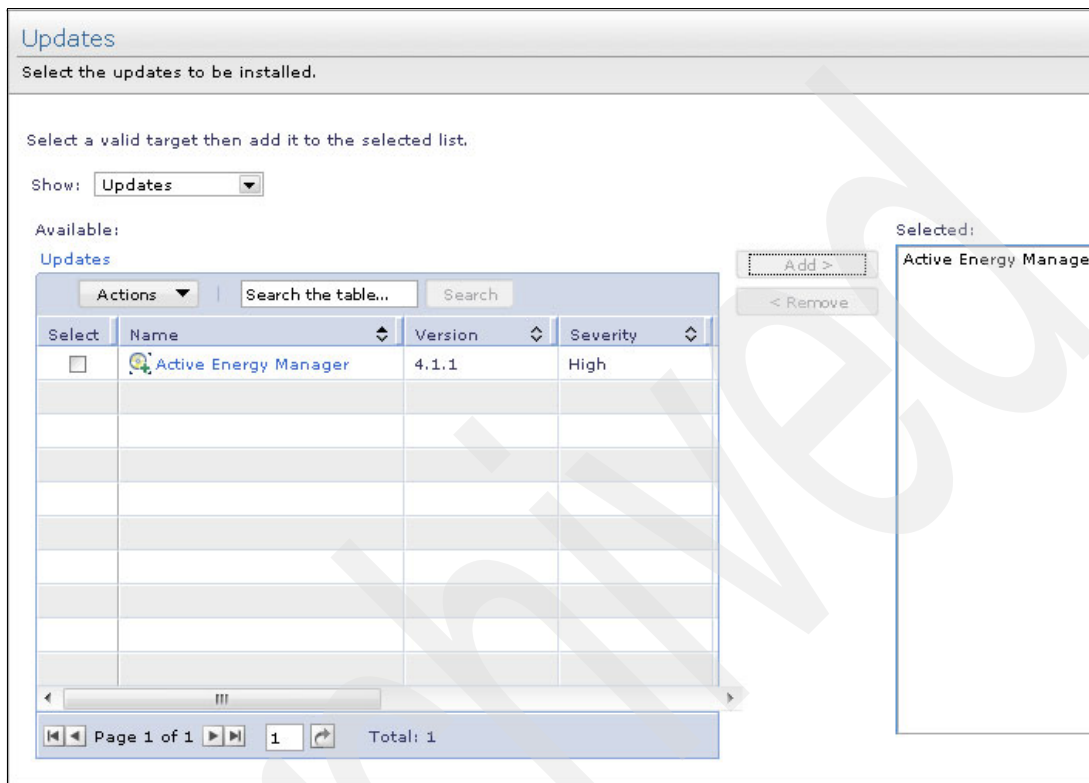 Updates
Select the updates to be installed.
Select a valid target then add it to the selected list.
Show: Updates
Available:
Selected:
Updates
Add >
Active Energy Manage
Actions
Search the table...
Search
< Remove
Select Name Version Severity
Active Energy Manager 4.1.1 High
Page 1 of 1 1 Total: 1
hived